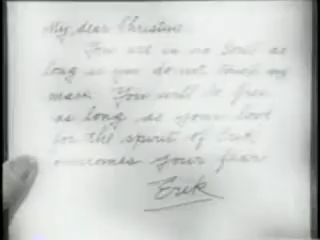 My dear Christine
You are in no peril as
long as you do not touch my
mask. You will be free
as long as your love
for the spirit of Erik
overcomes your fear
Erik